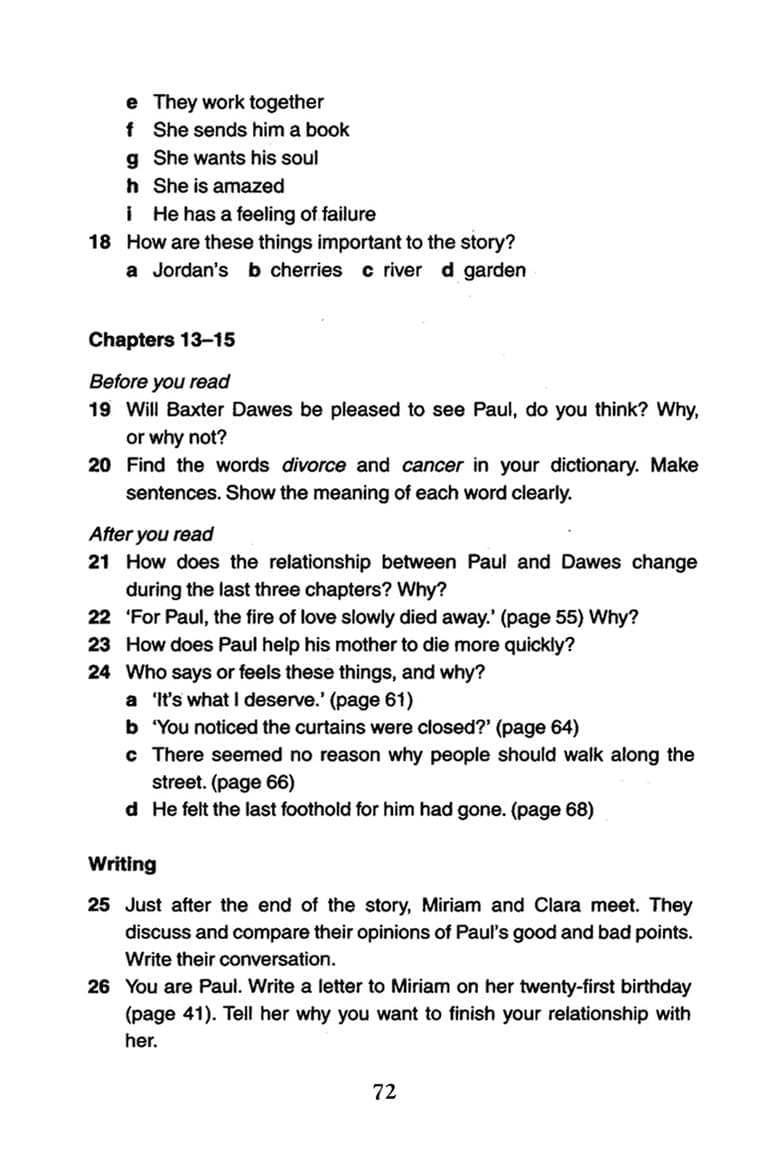 e They work together
f She sends him a book
g She wants his soul
h She is amazed
i He has a feeling of failure
18 How are these things important to the story?
a Jordan's b cherries c river d garden
Chapters 13–15
Before you read
19 Will Baxter Dawes be pleased to see Paul, do you think? Why,
or why not?
20 Find the words divorce and cancer in your dictionary. Make
sentences. Show the meaning of each word clearly.
After you read
21 How does the relationship between Paul and Dawes change
during the last three chapters? Why?
22 'For Paul, the fire of love slowly died away.' (page 55) Why?
23 How does Paul help his mother to die more quickly?
24 Who says or feels these things, and why?
a 'It's what I deserve.' (page 61)
b 'You noticed the curtains were closed?' (page 64)
c There seemed no reason why people should walk along the
street. (page 66)
d He felt the last foothold for him had gone. (page 68)
Writing
25 Just after the end of the story, Miriam and Clara meet. They
discuss and compare their opinions of Paul's good and bad points.
Write their conversation.
26 You are Paul. Write a letter to Miriam on her twenty-first birthday
(page 41). Tell her why you want to finish your relationship with
her.
72